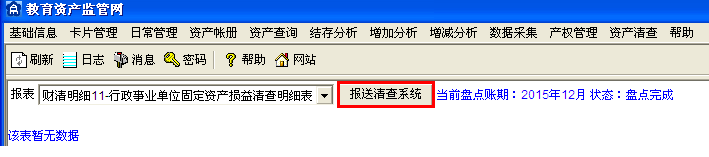 教育资产监管网
基础信息 卡片管理 日常管理 资产帐册 资产查询 结存分析 增加分析 增减分析 数据采集 产权管理 资产清查 帮助
刷新 日志 消息 密码 帮助 网站
报表 财清明细11-行政事业单位固定资产损益清查明细表 报送清查系统 当前盘点账期：2015年12月 状态：盘点完成
该表暂无数据